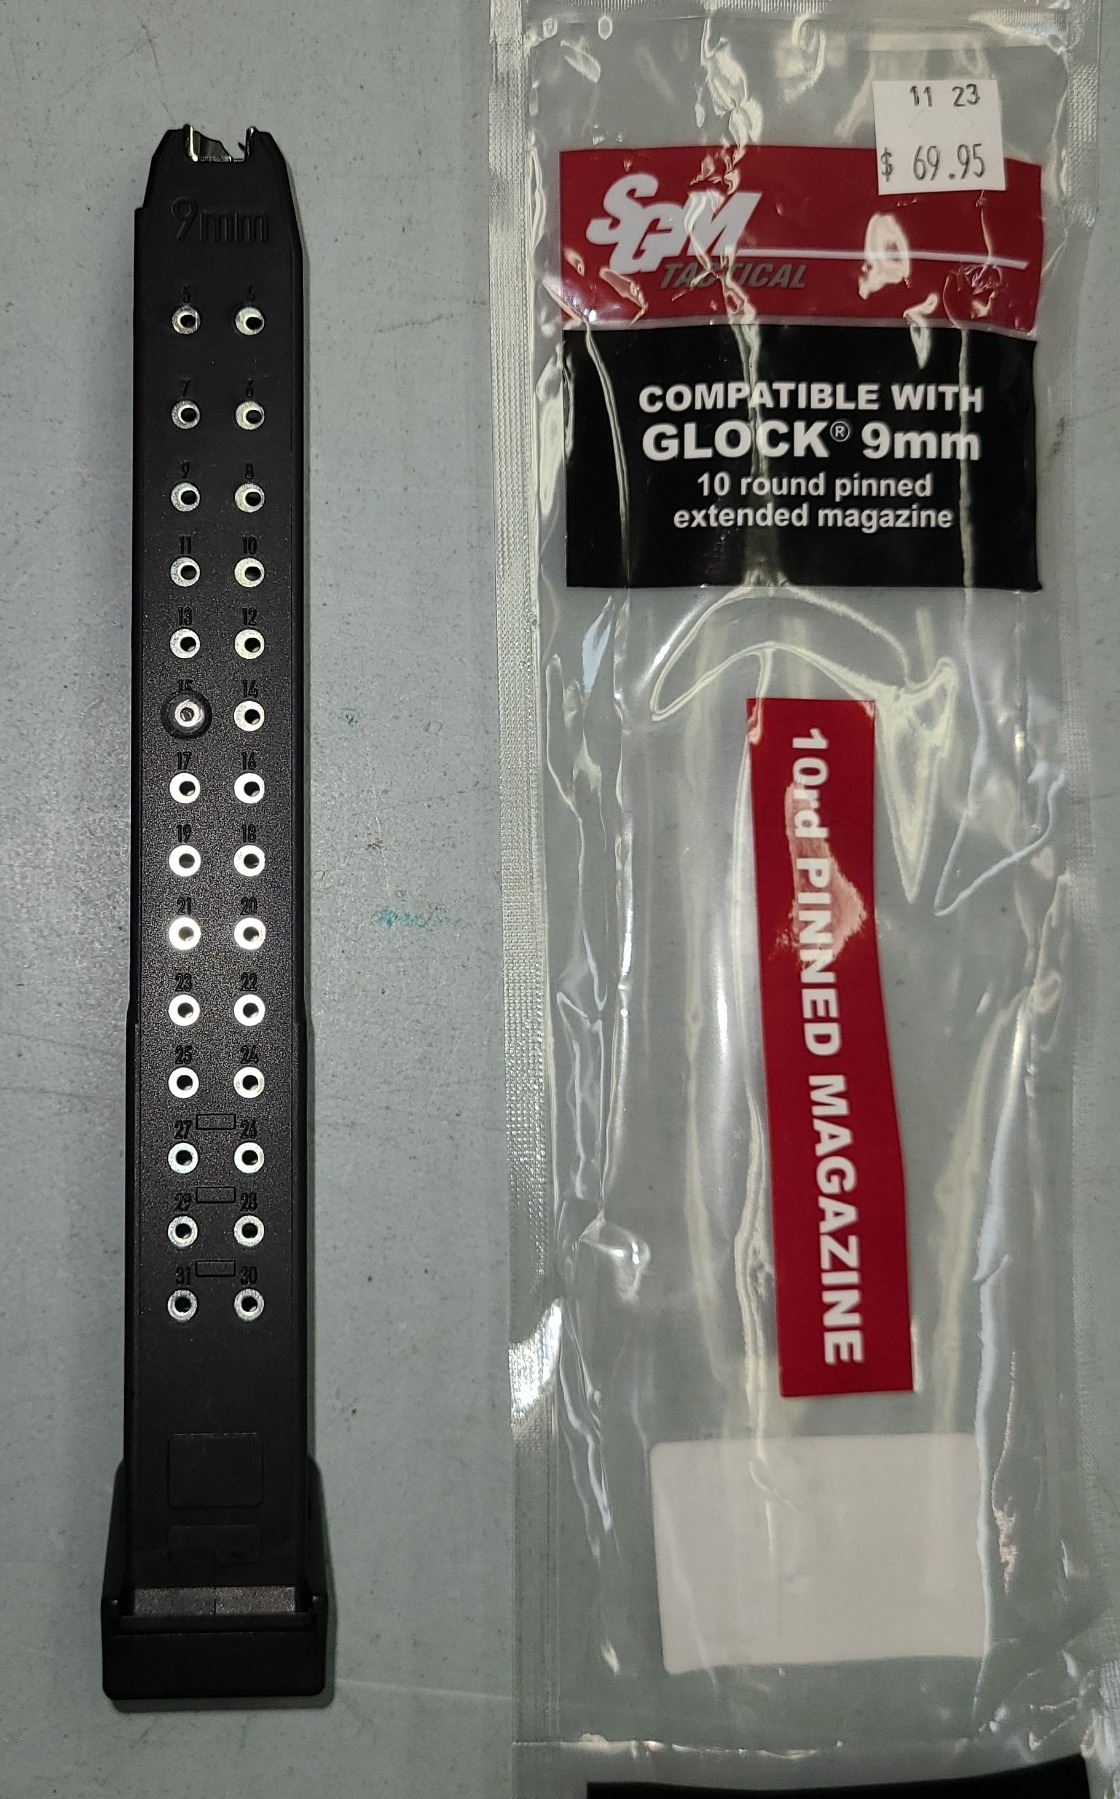 9mm
5 4
7 6
9 8
11 10
13 12
15 14
17 16
19 18
21 20
23 22
25 24
27 26
29 28
31 30
11 23
$ 69.95
SGM
TACTICAL
COMPATIBLE WITH
GLOCK® 9mm
10 round pinned
extended magazine
10rd PINNED MAGAZINE